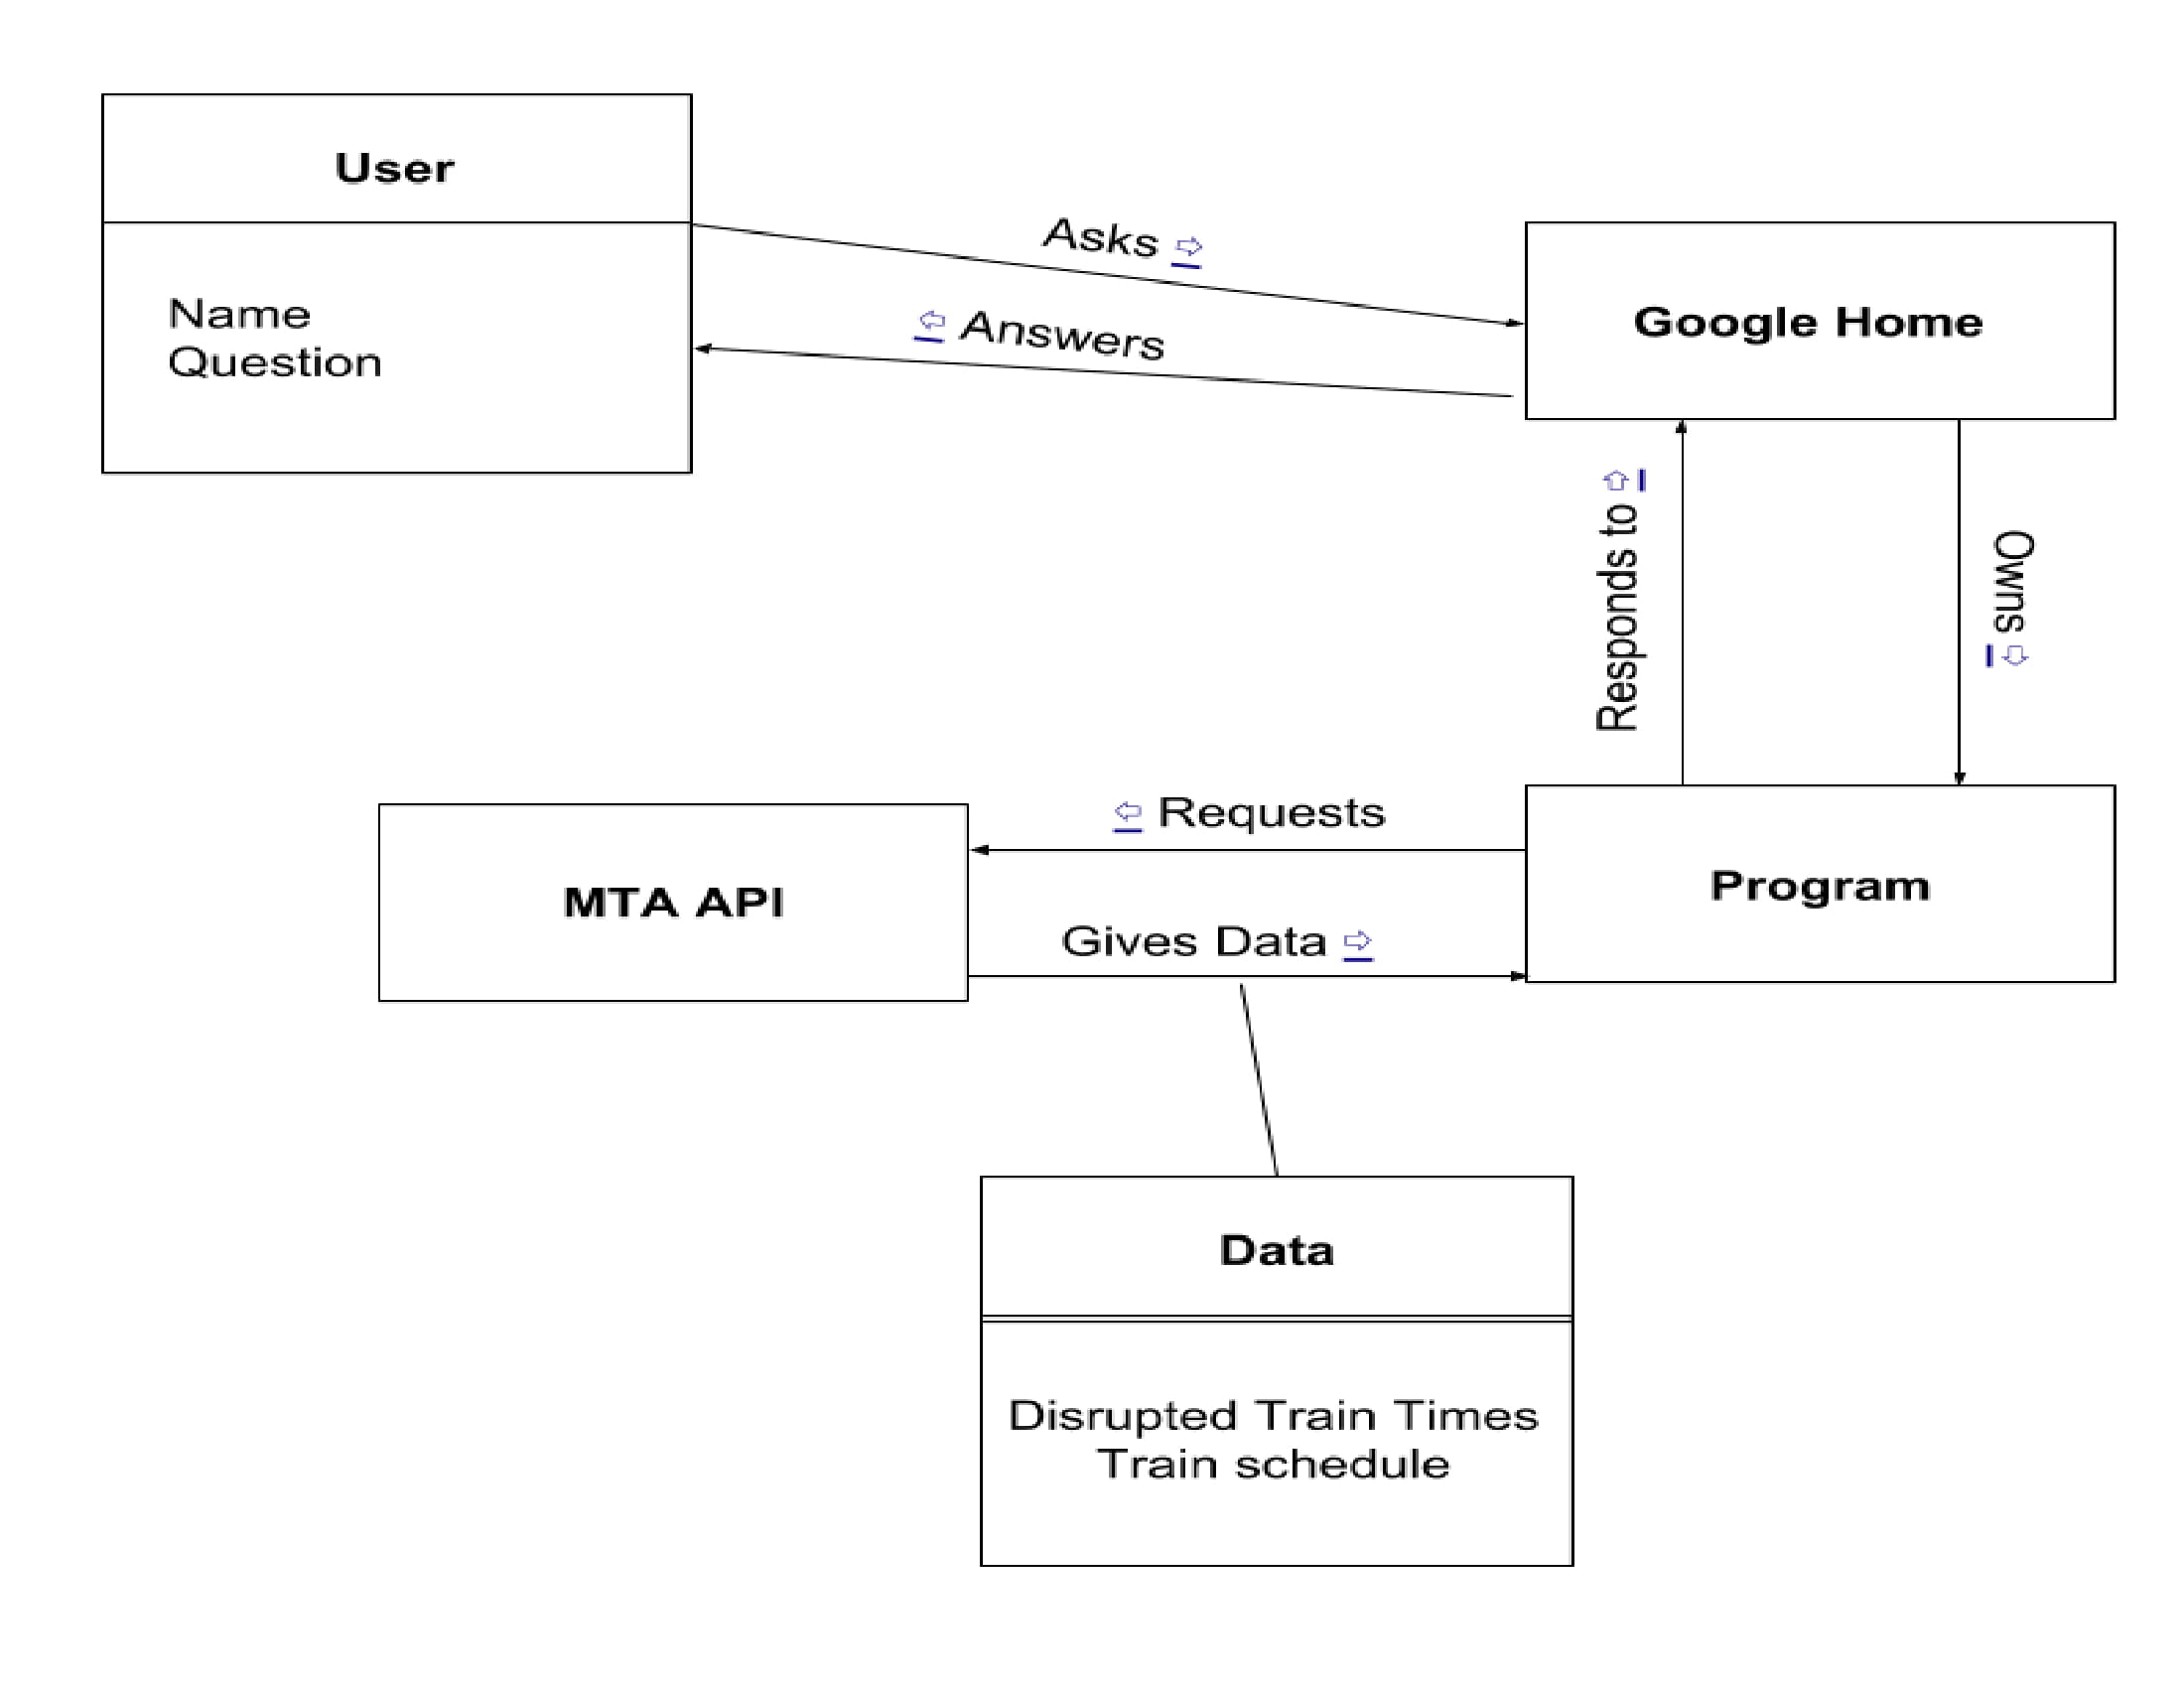 User
Name
Question
Asks ⇨
⇦ Answers
Google Home
Responds to ⇧
Owns ⇩
⇦ Requests
MTA API
Gives Data ⇨
Program
Data
Disrupted Train Times
Train schedule